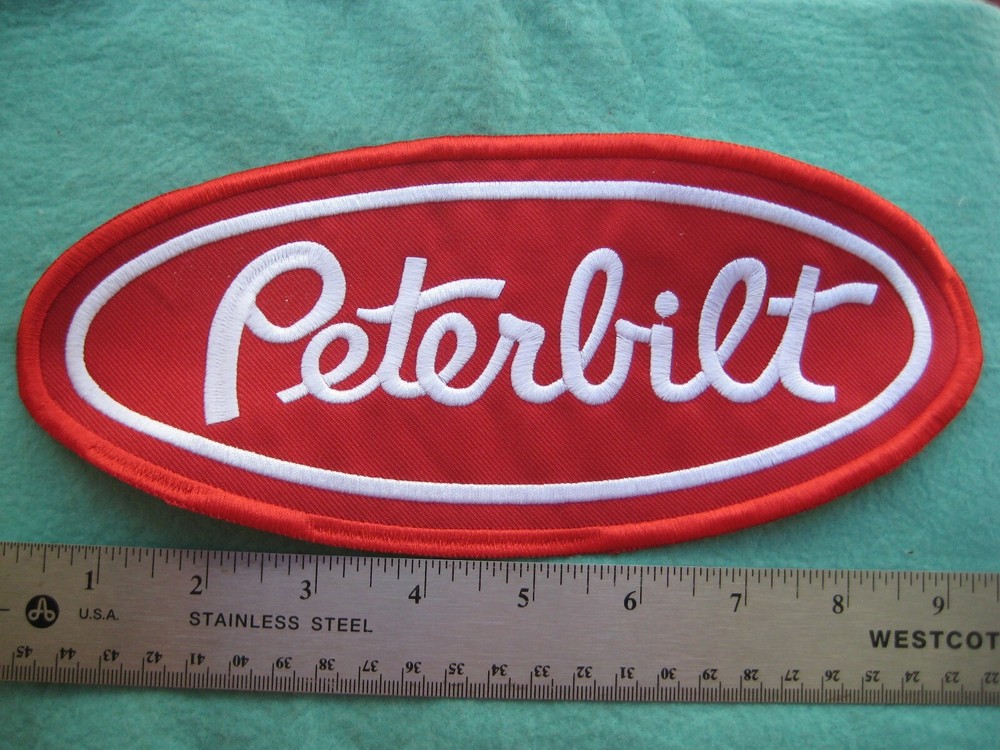 Peterbilt
1 2 3 4 5 6 7 8 9
U.S.A.
STAINLESS STEEL
WESTCOT
45 44 43 42 41 40 39 38 37 36 35 34 33 32 31 30 29 28 27 26 25 24 23 22